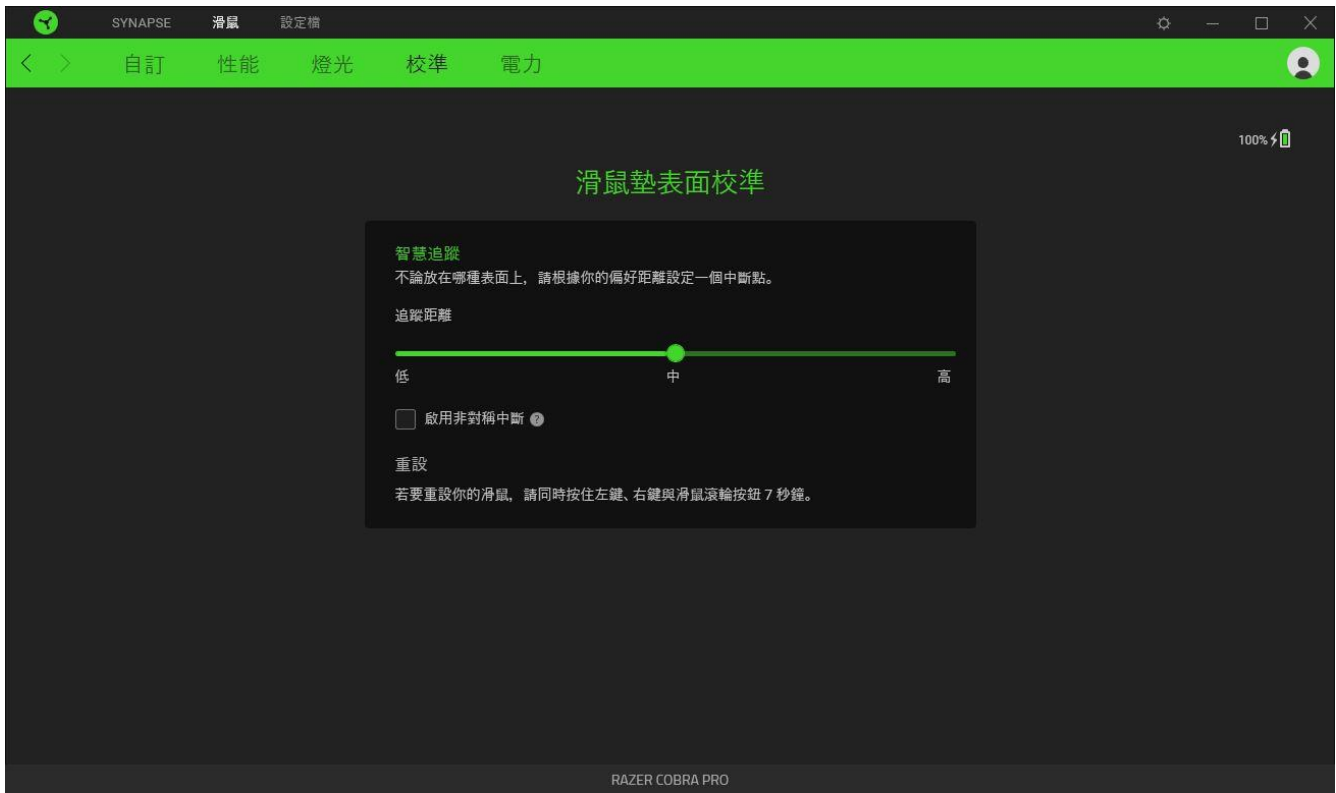 SYNAPSE 滑鼠 設定檔
自訂 性能 燈光 校準 電力
100%
滑鼠墊表面校準
智慧追蹤
不論放在哪種表面上，請根據你的偏好距離設定一個中斷點。
追蹤距離
低 中 高
啟用非對稱中斷 ?
重設
若要重設你的滑鼠，請同時按住左鍵、右鍵與滑鼠滾輪按鈕 7 秒鐘。
RAZER COBRA PRO